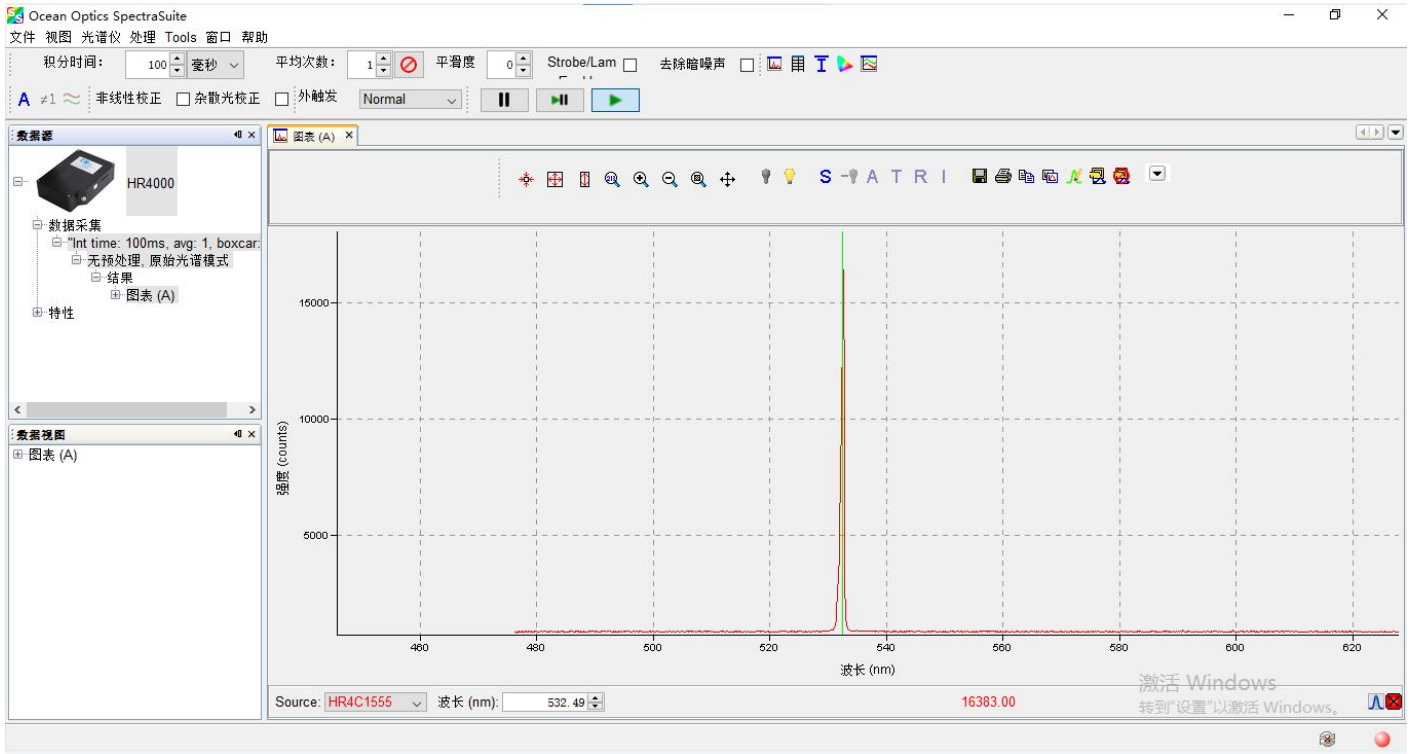 Ocean Optics SpectraSuite
文件 视图 光谱仪 处理 Tools 窗口 帮助
积分时间: 100 毫秒 平均次数: 1 平滑度 0 Strobe/Lam 去除暗噪声
A ≠1 非线性校正 杂散光校正 外触发 Normal
数据源
HR4000
数据采集
"Int time: 100ms, avg: 1, boxcar:
无预处理, 原始光谱模式
结果
图表 (A)
特性
数据视图
图表 (A)
图表 (A)
S A T R I
强度 (counts)
15000
10000
5000
460 480 500 520 540 560 580 600 620
波长 (nm)
Source: HR4C1555 波长 (nm): 532.49 16383.00
激活 Windows
转到"设置"以激活 Windows。